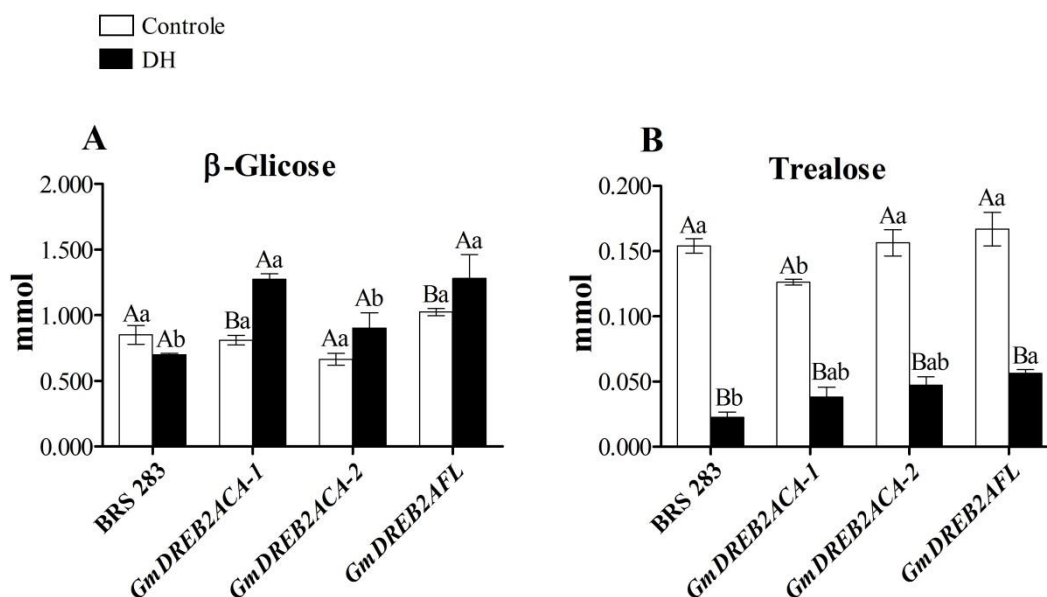 Controle
DH
A
β-Glicose
mmol
2.000
1.500
1.000
0.500
0.000
Aa
Ab
Ba
Aa
Aa
Ab
Ba
Aa
BRS 283
GmDREB2ACA-1
GmDREB2ACA-2
GmDREB2AFL
B
Trealose
mmol
0.200
0.150
0.100
0.050
0.000
Aa
Bb
Ab
Bab
Aa
Bab
Aa
Ba
BRS 283
GmDREB2ACA-1
GmDREB2ACA-2
GmDREB2AFL